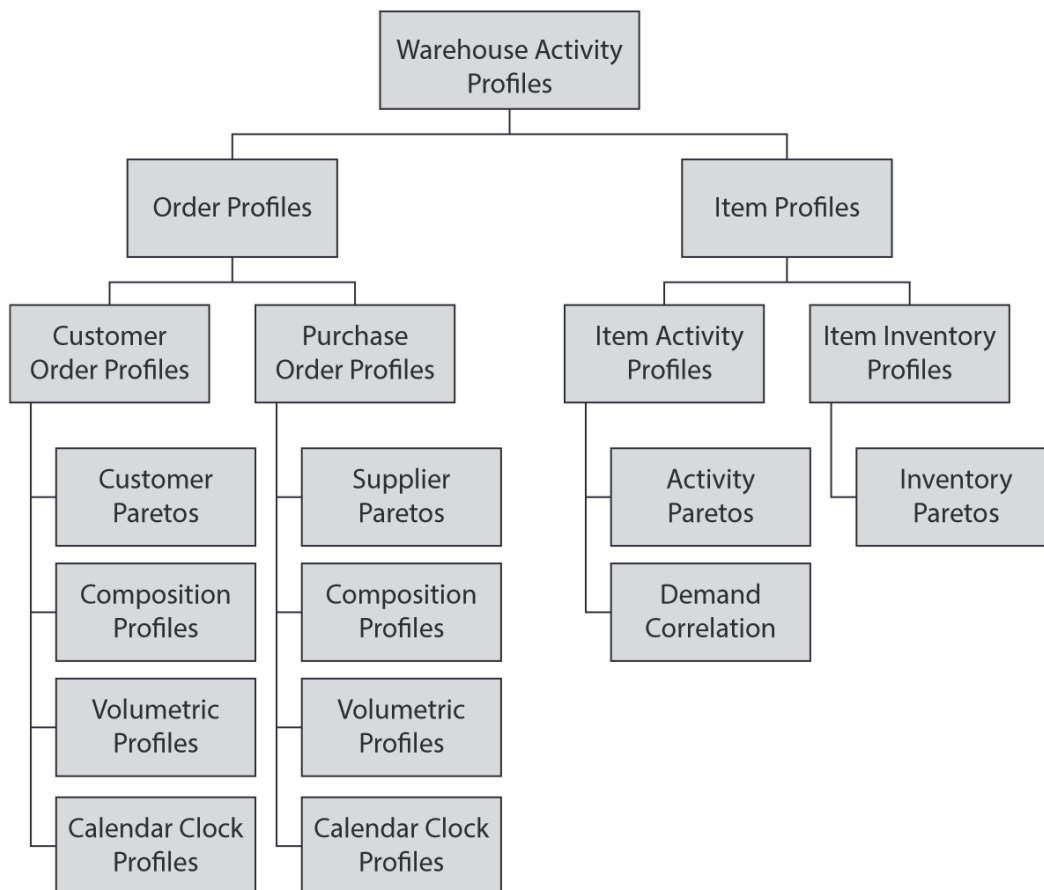 Warehouse Activity
Profiles
Order Profiles
Item Profiles
Customer
Order Profiles
Purchase
Order Profiles
Item Activity
Profiles
Item Inventory
Profiles
Customer
Paretos
Supplier
Paretos
Activity
Paretos
Inventory
Paretos
Composition
Profiles
Composition
Profiles
Demand
Correlation
Volumetric
Profiles
Volumetric
Profiles
Calendar Clock
Profiles
Calendar Clock
Profiles